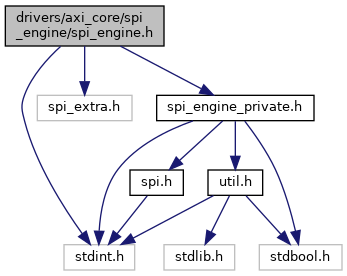 drivers/axi_core/spi
_engine/spi_engine.h
spi_extra.h
spi_engine_private.h
spi.h
util.h
stdint.h
stdlib.h
stdbool.h